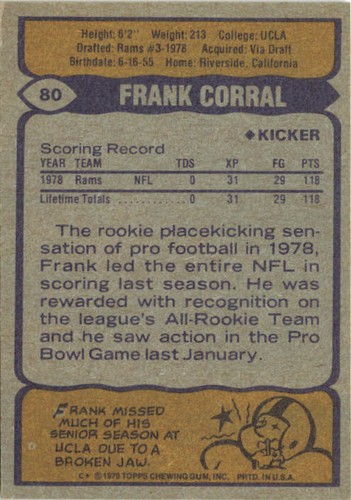 Height: 6'2" Weight: 213 College: UCLA
Drafted: Rams #3-1978 Acquired: Via Draft
Birthdate: 6-16-55 Home: Riverside, California
80 FRANK CORRAL
◆KICKER
Scoring Record
YEAR TEAM TDS XP FG PTS
1978 Rams NFL 0 31 29 118
Lifetime Totals 0 31 29 118
The rookie placekicking sen-
sation of pro football in 1978,
Frank led the entire NFL in
scoring last season. He was
rewarded with recognition on
the league's All-Rookie Team
and he saw action in the Pro
Bowl Game last January.
FRANK MISSED
MUCH OF HIS
SENIOR SEASON AT
UCLA DUE TO A
BROKEN JAW.
C* © 1979 TOPPS CHEWING GUM, INC. PRTD. IN U.S.A.